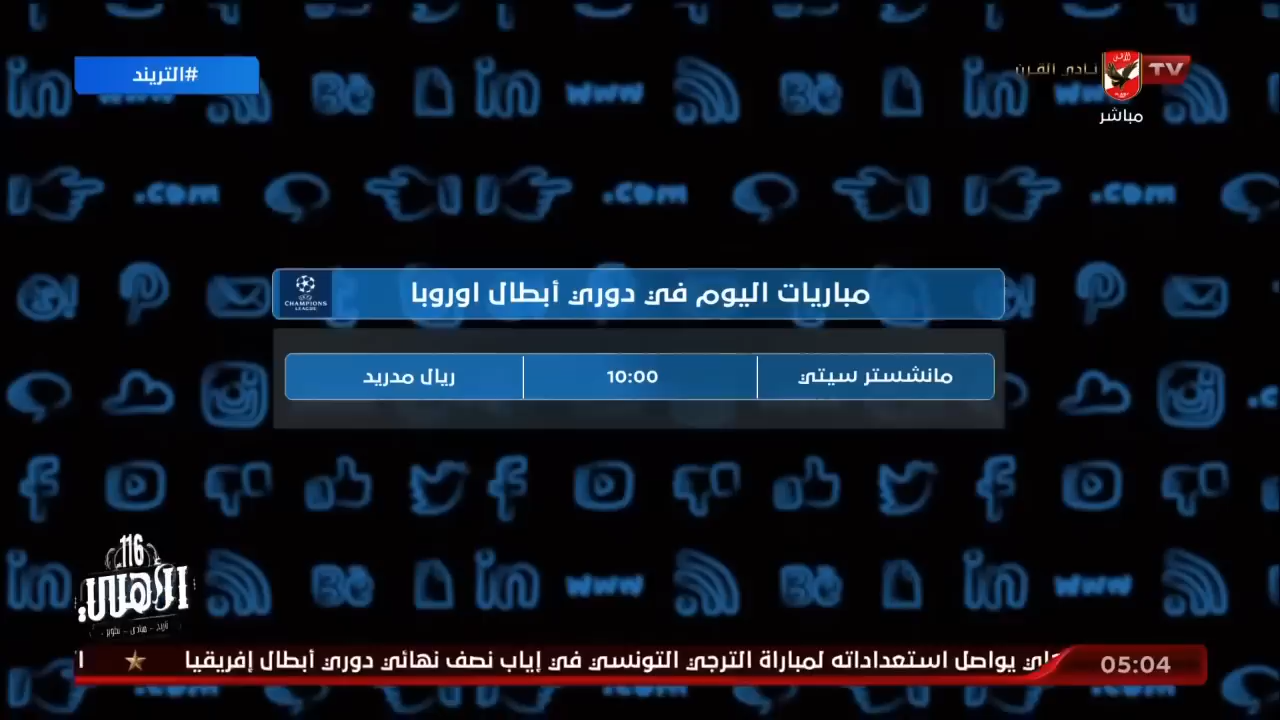 #التريند
نادي القرن
TV
مباشر
CHAMPIONS
LEAGUE
مباريات اليوم في دوري أبطال اوروبا
مانشستر سيتي
10:00
ريال مدريد
116
الأهلي
05:04
يواصل استعداداته لمباراة الترجي التونسي في إياب نصف نهائي دوري أبطال إفريقيا